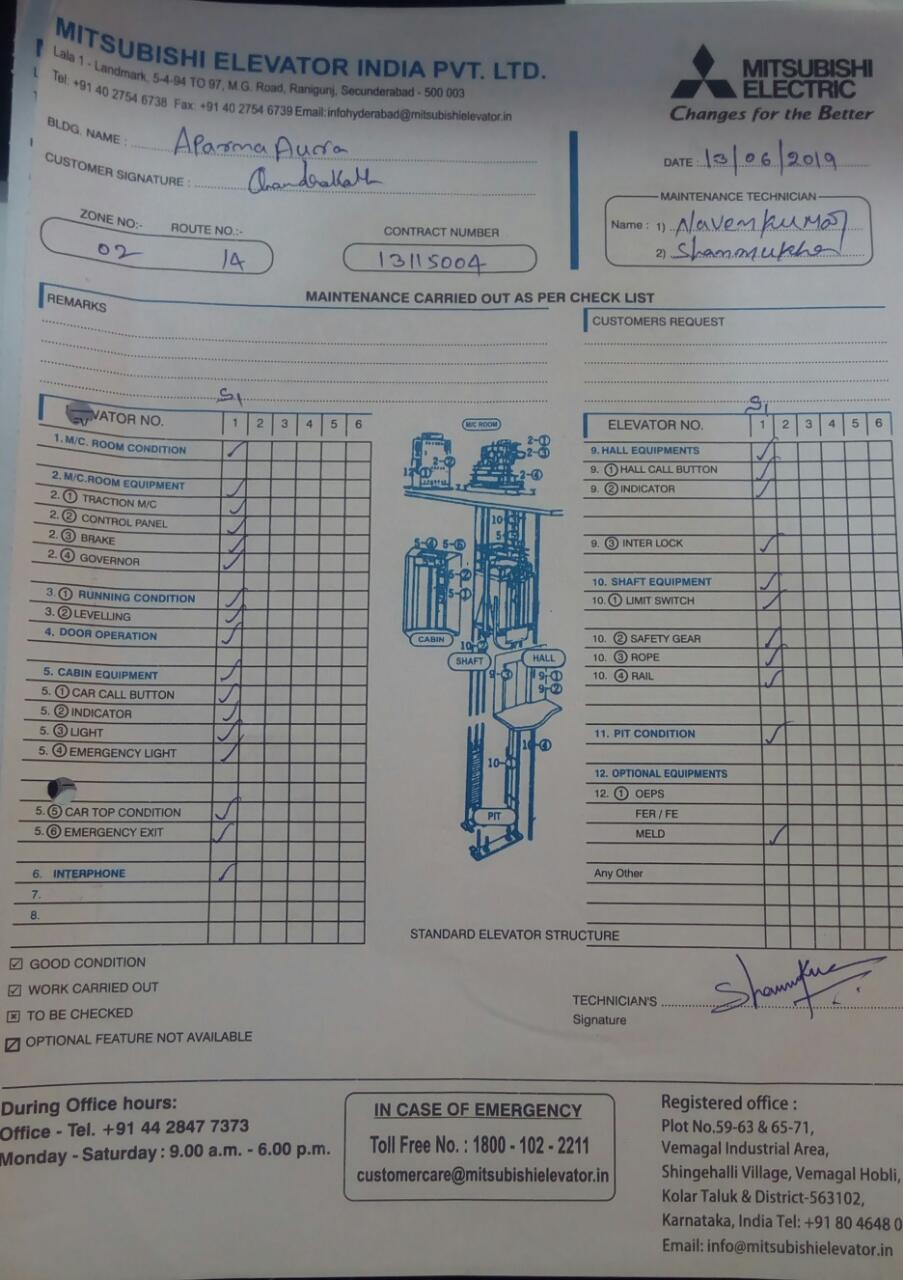 MITSUBISHI ELEVATOR INDIA PVT. LTD.
Lala 1 - Landmark, 5-4-94 TO 97, M.G. Road, Ranigunj, Secunderabad - 500 003
Tel: +91 40 2754 6738 Fax: +91 40 2754 6739 Email: infohyderabad@mitsubishielevator.in
MITSUBISHI
ELECTRIC
Changes for the Better
BLDG. NAME : Aparna Aura
CUSTOMER SIGNATURE :
DATE : 13/06/2019
MAINTENANCE TECHNICIAN
Name : 1) Naveenkumar
2) Shanmukha
ZONE NO:- ROUTE NO.:-
02 14
CONTRACT NUMBER
13115004
MAINTENANCE CARRIED OUT AS PER CHECK LIST
REMARKS
CUSTOMERS REQUEST
S1
VATOR NO. 1 2 3 4 5 6
1. M/C. ROOM CONDITION ✓
2. M/C.ROOM EQUIPMENT ✓
2. ① TRACTION M/C ✓
2. ② CONTROL PANEL ✓
2. ③ BRAKE ✓
2. ④ GOVERNOR ✓
3. ① RUNNING CONDITION ✓
3. ② LEVELLING ✓
4. DOOR OPERATION ✓
5. CABIN EQUIPMENT ✓
5. ① CAR CALL BUTTON ✓
5. ② INDICATOR ✓
5. ③ LIGHT ✓
5. ④ EMERGENCY LIGHT ✓
5. ⑤ CAR TOP CONDITION ✓
5. ⑥ EMERGENCY EXIT ✓
6. INTERPHONE ✓
7.
8.
M/C ROOM
2-①
2-③
2-②
12-①
2-④
10-③
5-④ 5-⑥
5-②
5-①
CABIN
10-②
SHAFT
HALL
9-③
9-①
9-②
10-④
10-①
PIT
STANDARD ELEVATOR STRUCTURE
S1
ELEVATOR NO. 1 2 3 4 5 6
9. HALL EQUIPMENTS ✓
9. ① HALL CALL BUTTON ✓
9. ② INDICATOR ✓
9. ③ INTER LOCK ✓
10. SHAFT EQUIPMENT ✓
10. ① LIMIT SWITCH ✓
10. ② SAFETY GEAR ✓
10. ③ ROPE ✓
10. ④ RAIL ✓
11. PIT CONDITION ✓
12. OPTIONAL EQUIPMENTS
12. ① OEPS
FER / FE
MELD ✓
Any Other
☑ GOOD CONDITION
☑ WORK CARRIED OUT
☒ TO BE CHECKED
OPTIONAL FEATURE NOT AVAILABLE
TECHNICIAN'S
Signature
During Office hours:
Office - Tel. +91 44 2847 7373
Monday - Saturday : 9.00 a.m. - 6.00 p.m.
IN CASE OF EMERGENCY
Toll Free No. : 1800 - 102 - 2211
customercare@mitsubishielevator.in
Registered office :
Plot No.59-63 & 65-71,
Vemagal Industrial Area,
Shingehalli Village, Vemagal Hobli,
Kolar Taluk & District-563102,
Karnataka, India Tel: +91 80 4648 0
Email: info@mitsubishielevator.in